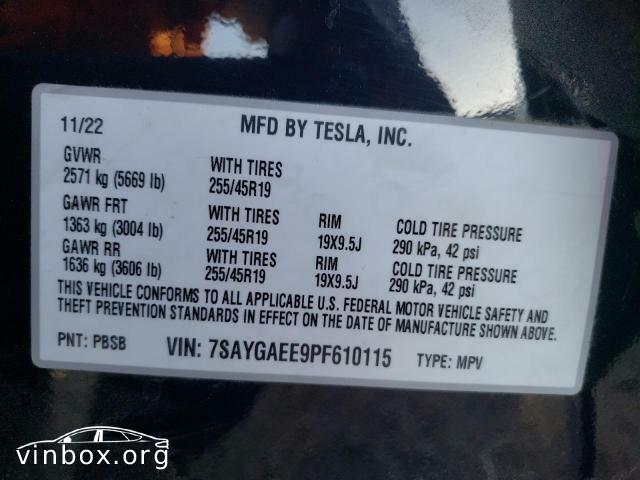 11/22 MFD BY TESLA, INC.
GVWR WITH TIRES
2571 kg (5669 lb) 255/45R19
GAWR FRT WITH TIRES RIM COLD TIRE PRESSURE
1363 kg (3004 lb) 255/45R19 19X9.5J 290 kPa, 42 psi
GAWR RR WITH TIRES RIM COLD TIRE PRESSURE
1636 kg (3606 lb) 255/45R19 19X9.5J 290 kPa, 42 psi
THIS VEHICLE CONFORMS TO ALL APPLICABLE U.S. FEDERAL MOTOR VEHICLE SAFETY AND
THEFT PREVENTION STANDARDS IN EFFECT ON THE DATE OF MANUFACTURE SHOWN ABOVE.
PNT: PBSB VIN: 7SAYGAEE9PF610115 TYPE: MPV
vinbox.org